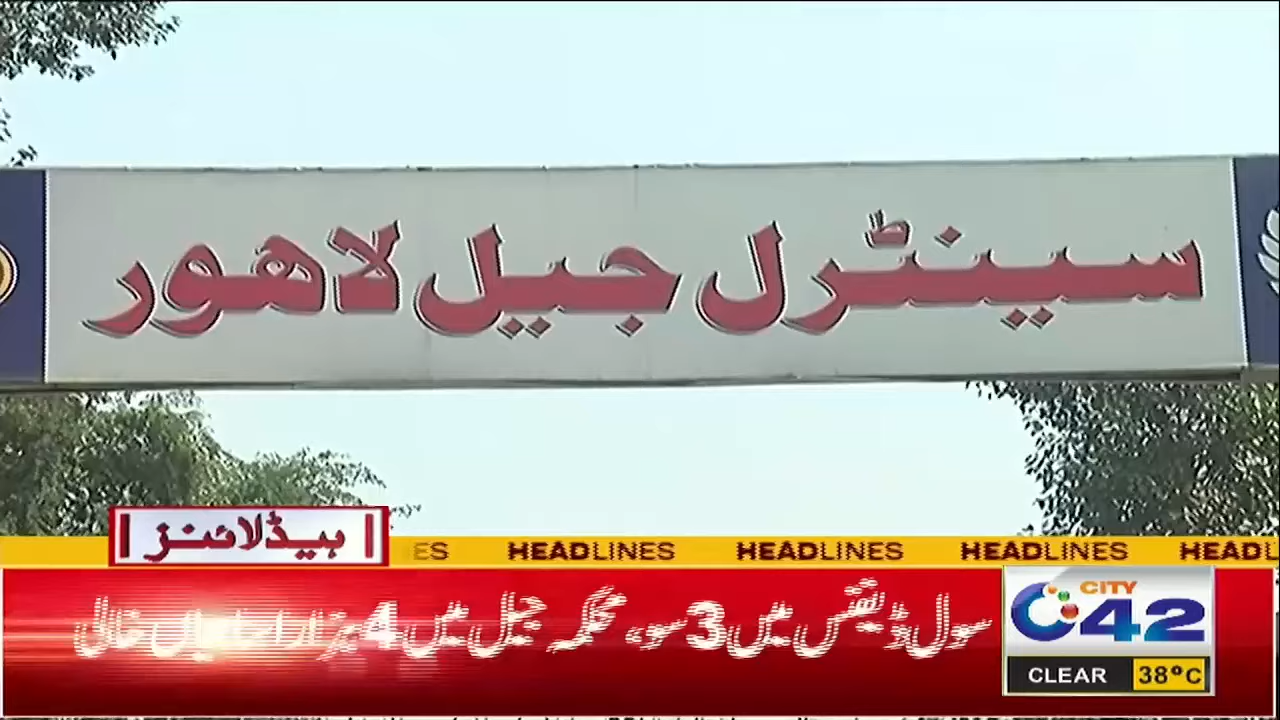 سینٹرل جیل لاہور
ہیڈلائنز
ES HEADLINES HEADLINES HEADLINES HEADL
سول ڈیفنس میں 3 سو، محکمہ جیل میں 4 ہزار اسامیاں خالی
CITY
42
CLEAR 38°C